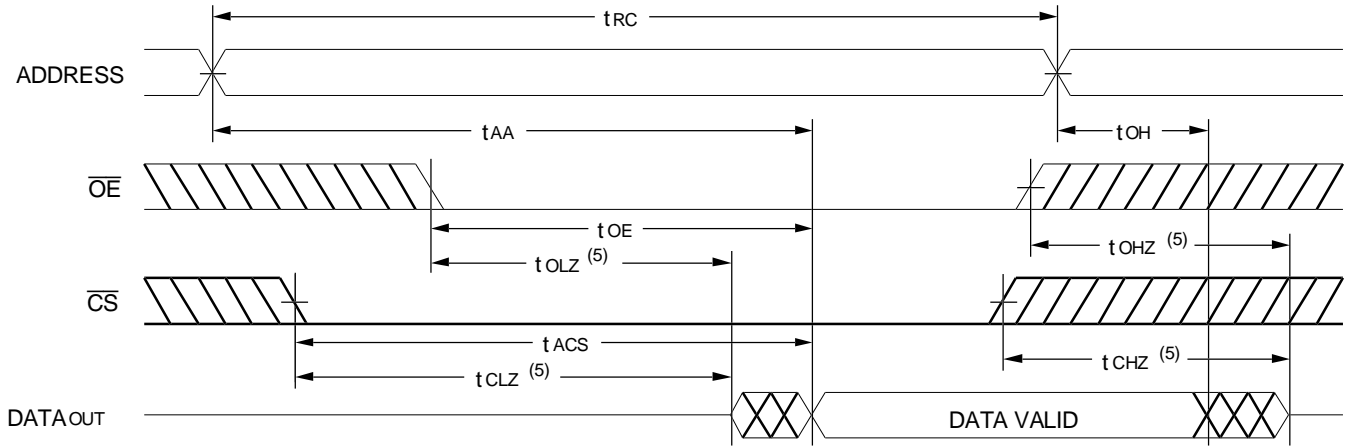 tRC
ADDRESS
tAA
tOH
OE
tOE
tOHZ (5)
tOLZ (5)
CS
tACS
tCHZ (5)
tCLZ (5)
DATAOUT
DATA VALID